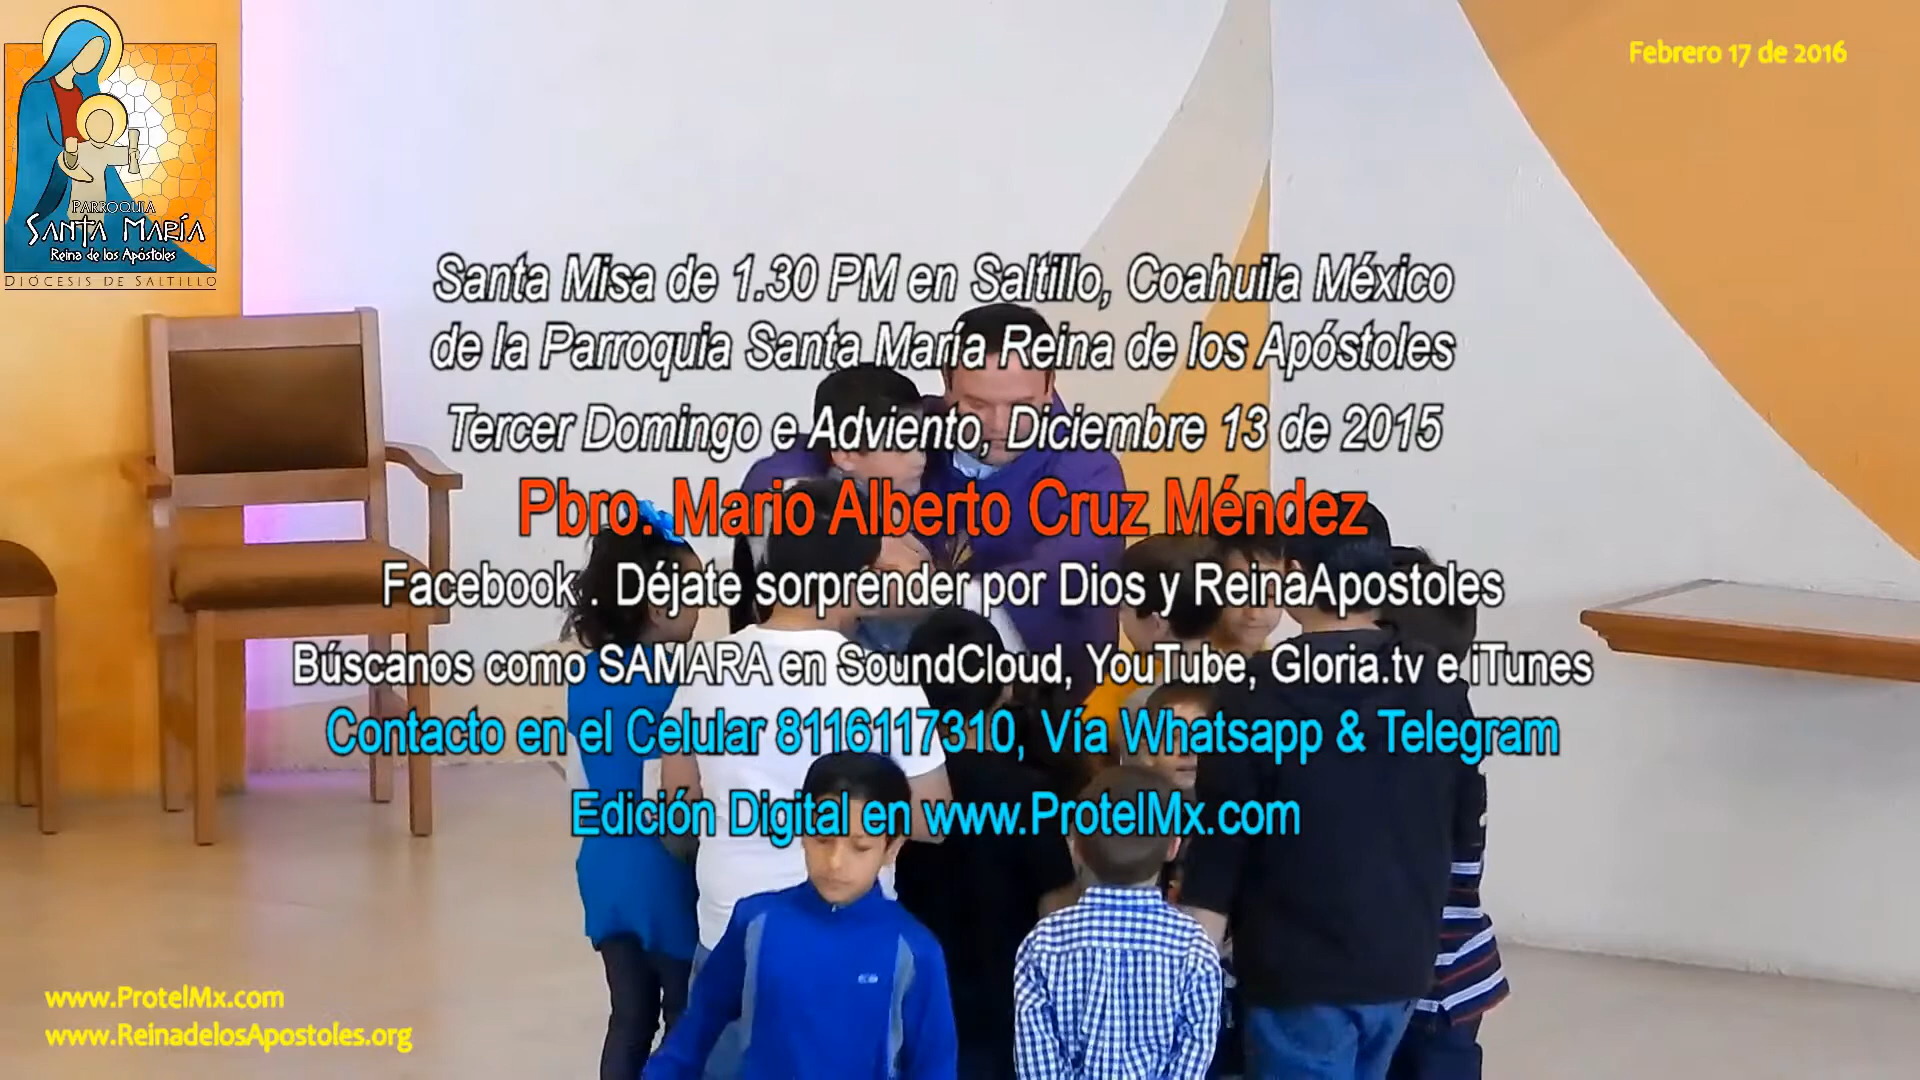 Febrero 17 de 2016
PARROQUIA
SANTA MARÍA
Reina de los Apóstoles
DIÓCESIS DE SALTILLO
Santa Misa de 1.30 PM en Saltillo, Coahuila México
de la Parroquia Santa María Reina de los Apóstoles
Tercer Domingo e Adviento, Diciembre 13 de 2015
Pbro. Mario Alberto Cruz Méndez
Facebook . Déjate sorprender por Dios y ReinaApostoles
Búscanos como SAMARA en SoundCloud, YouTube, Gloria.tv e iTunes
Contacto en el Celular 8116117310, Vía Whatsapp & Telegram
Edición Digital en www.ProtelMx.com
www.ProtelMx.com
www.ReinadelosApostoles.org